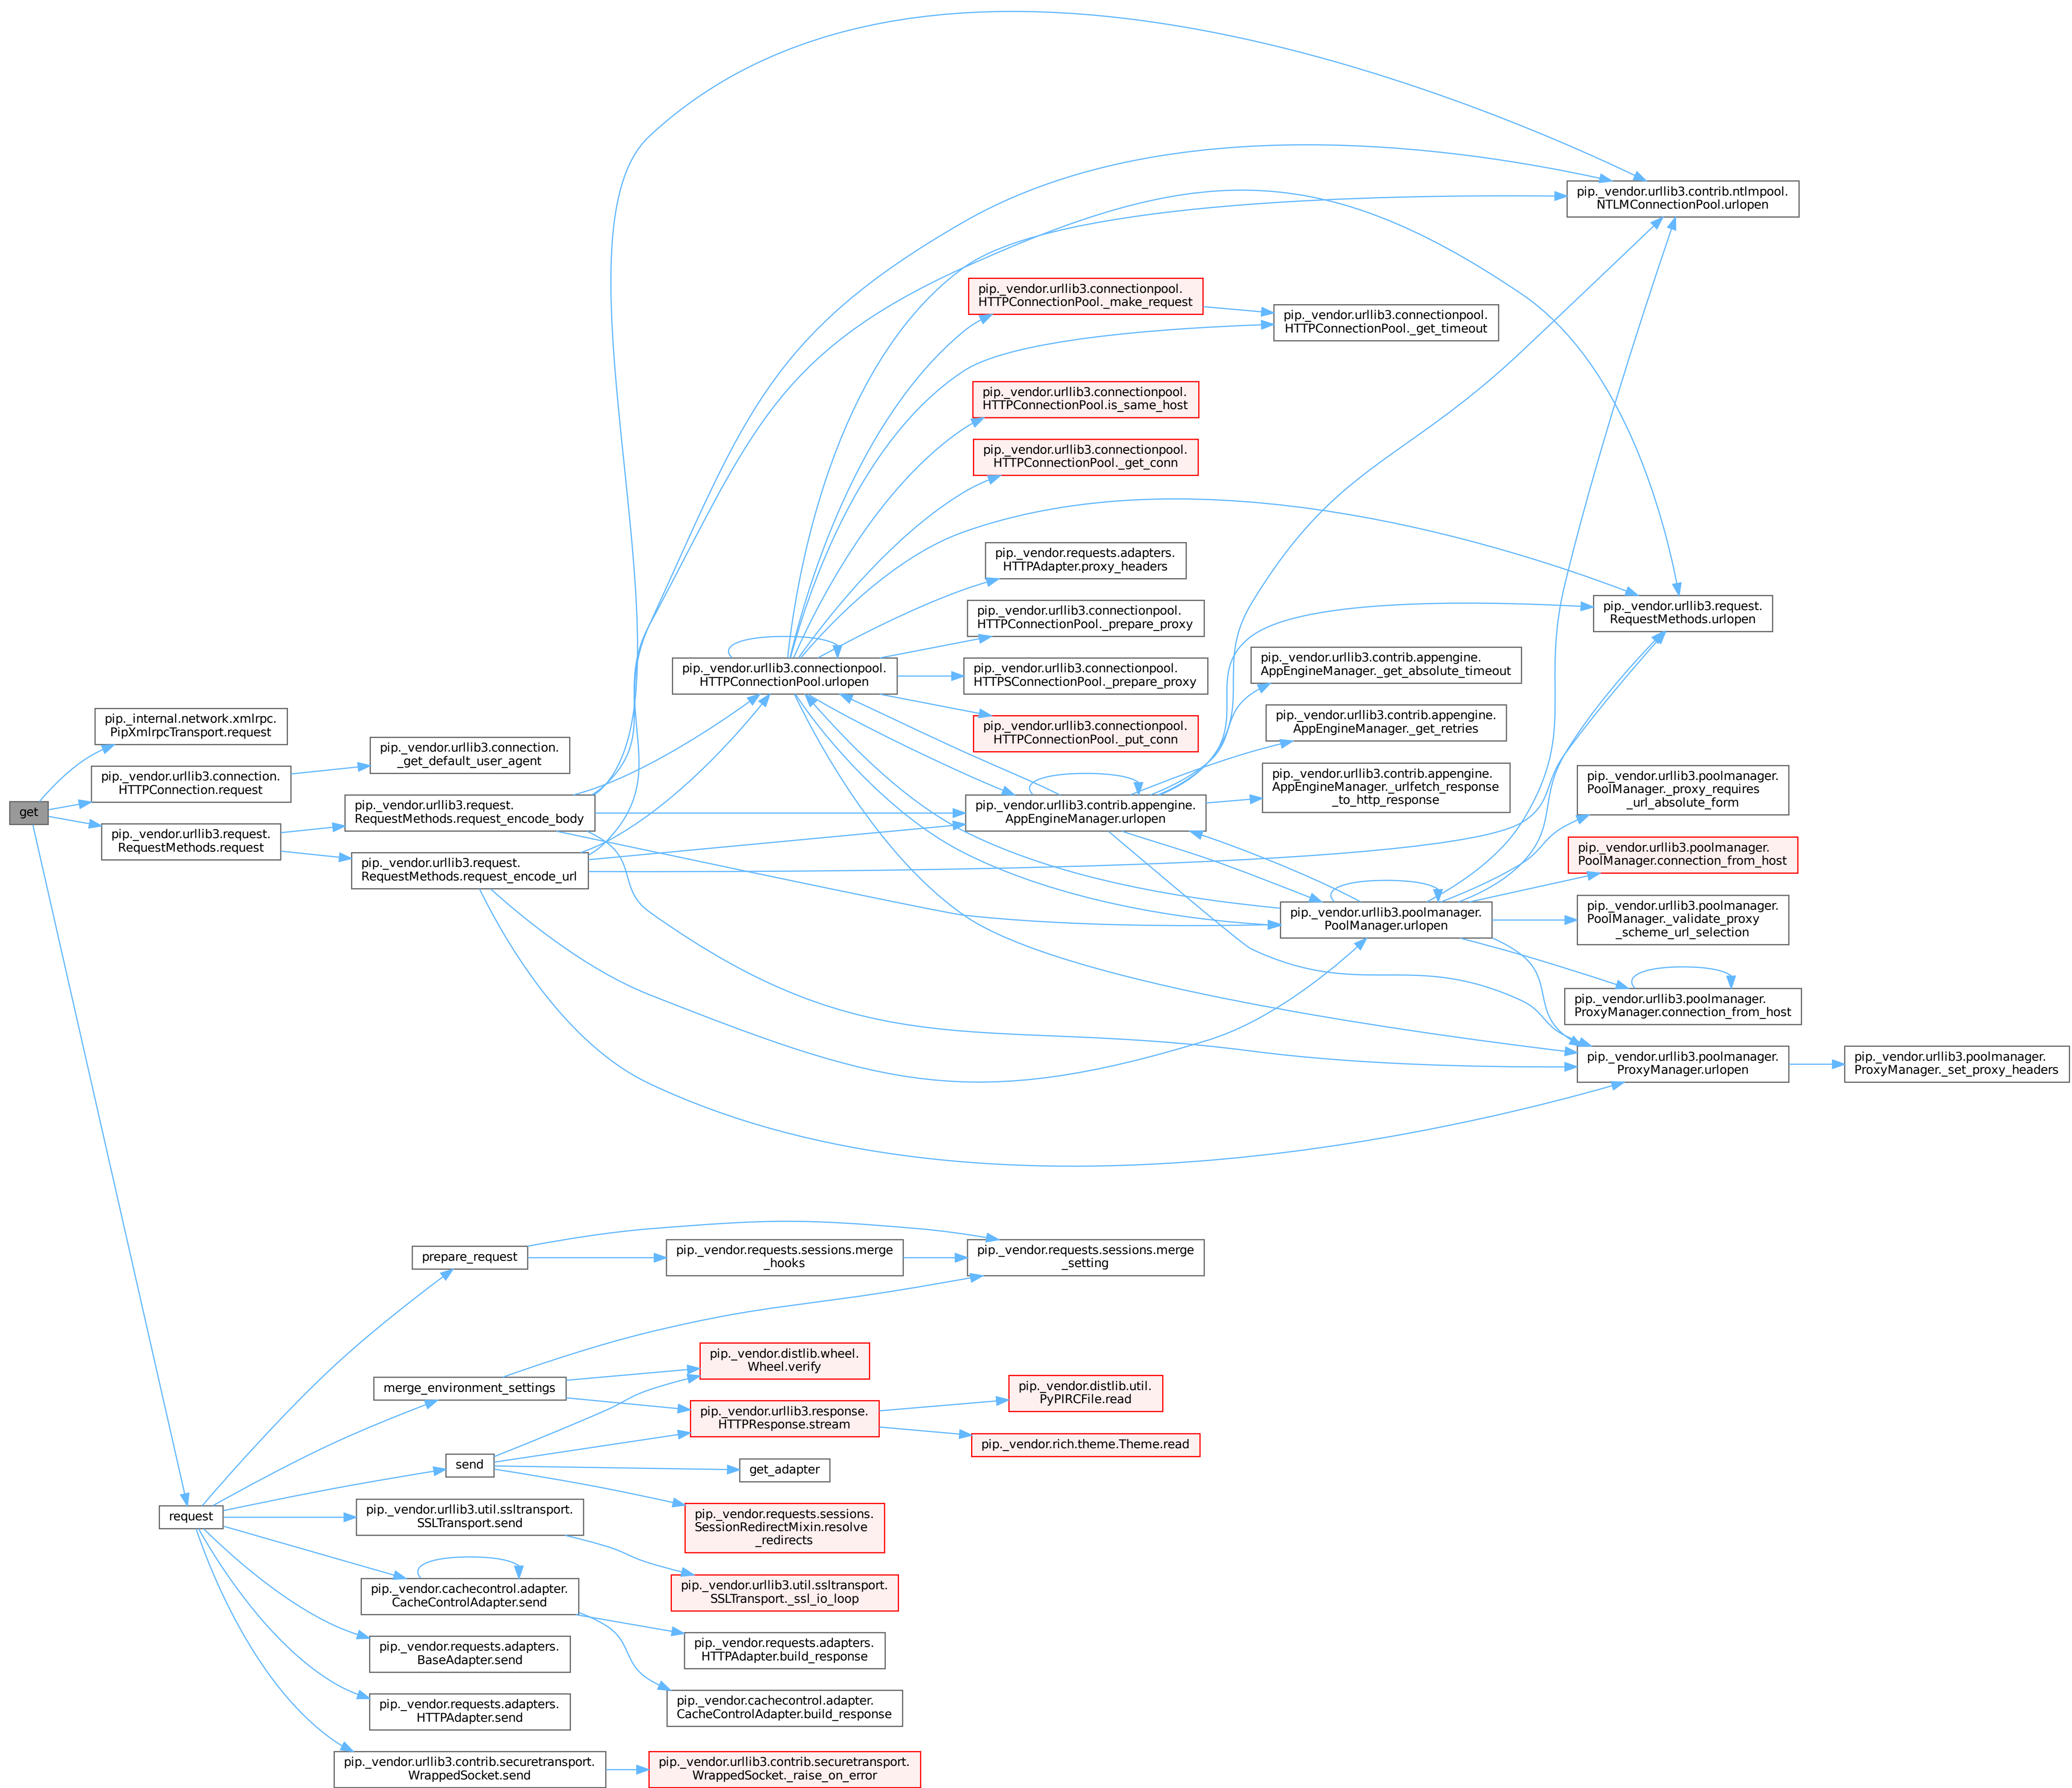 get
pip._internal.network.xmlrpc.
PipXmlrpcTransport.request
pip._vendor.urllib3.connection.
HTTPConnection.request
pip._vendor.urllib3.request.
RequestMethods.request
request
pip._vendor.urllib3.connection.
_get_default_user_agent
pip._vendor.urllib3.request.
RequestMethods.request_encode_body
pip._vendor.urllib3.request.
RequestMethods.request_encode_url
pip._vendor.urllib3.connectionpool.
HTTPConnectionPool.urlopen
pip._vendor.urllib3.contrib.ntlmpool.
NTLMConnectionPool.urlopen
pip._vendor.urllib3.connectionpool.
HTTPConnectionPool._make_request
pip._vendor.urllib3.connectionpool.
HTTPConnectionPool._get_timeout
pip._vendor.urllib3.connectionpool.
HTTPConnectionPool.is_same_host
pip._vendor.urllib3.connectionpool.
HTTPConnectionPool._get_conn
pip._vendor.requests.adapters.
HTTPAdapter.proxy_headers
pip._vendor.urllib3.connectionpool.
HTTPConnectionPool._prepare_proxy
pip._vendor.urllib3.connectionpool.
HTTPSConnectionPool._prepare_proxy
pip._vendor.urllib3.connectionpool.
HTTPConnectionPool._put_conn
pip._vendor.urllib3.contrib.appengine.
AppEngineManager.urlopen
pip._vendor.urllib3.request.
RequestMethods.urlopen
pip._vendor.urllib3.contrib.appengine.
AppEngineManager._get_absolute_timeout
pip._vendor.urllib3.contrib.appengine.
AppEngineManager._get_retries
pip._vendor.urllib3.contrib.appengine.
AppEngineManager._urlfetch_response
_to_http_response
pip._vendor.urllib3.poolmanager.
PoolManager.urlopen
pip._vendor.urllib3.poolmanager.
PoolManager._proxy_requires
_url_absolute_form
pip._vendor.urllib3.poolmanager.
PoolManager.connection_from_host
pip._vendor.urllib3.poolmanager.
PoolManager._validate_proxy
_scheme_url_selection
pip._vendor.urllib3.poolmanager.
ProxyManager.connection_from_host
pip._vendor.urllib3.poolmanager.
ProxyManager.urlopen
pip._vendor.urllib3.poolmanager.
ProxyManager._set_proxy_headers
prepare_request
pip._vendor.requests.sessions.merge
_hooks
pip._vendor.requests.sessions.merge
_setting
merge_environment_settings
pip._vendor.distlib.wheel.
Wheel.verify
pip._vendor.urllib3.response.
HTTPResponse.stream
pip._vendor.distlib.util.
PyPIRCFile.read
pip._vendor.rich.theme.Theme.read
send
get_adapter
pip._vendor.requests.sessions.
SessionRedirectMixin.resolve
_redirects
pip._vendor.urllib3.util.ssltransport.
SSLTransport.send
pip._vendor.urllib3.util.ssltransport.
SSLTransport._ssl_io_loop
pip._vendor.cachecontrol.adapter.
CacheControlAdapter.send
pip._vendor.requests.adapters.
HTTPAdapter.build_response
pip._vendor.cachecontrol.adapter.
CacheControlAdapter.build_response
pip._vendor.requests.adapters.
BaseAdapter.send
pip._vendor.requests.adapters.
HTTPAdapter.send
pip._vendor.urllib3.contrib.securetransport.
WrappedSocket.send
pip._vendor.urllib3.contrib.securetransport.
WrappedSocket._raise_on_error